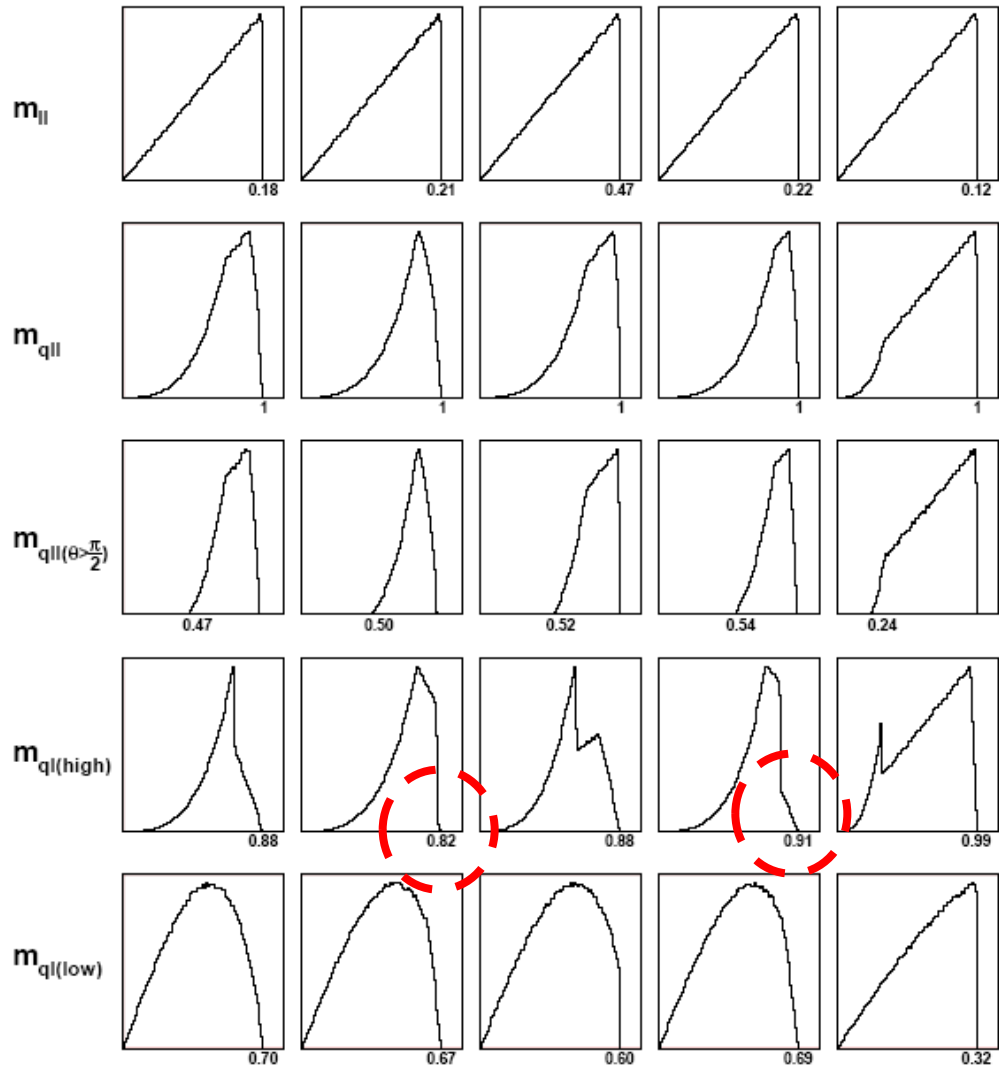 m_ll
0.18 0.21 0.47 0.22 0.12
m_qll
1 1 1 1 1
m_qll(θ>π/2)
0.47 0.50 0.52 0.54 0.24
m_ql(high)
0.88 0.82 0.88 0.91 0.99
m_ql(low)
0.70 0.67 0.60 0.69 0.32